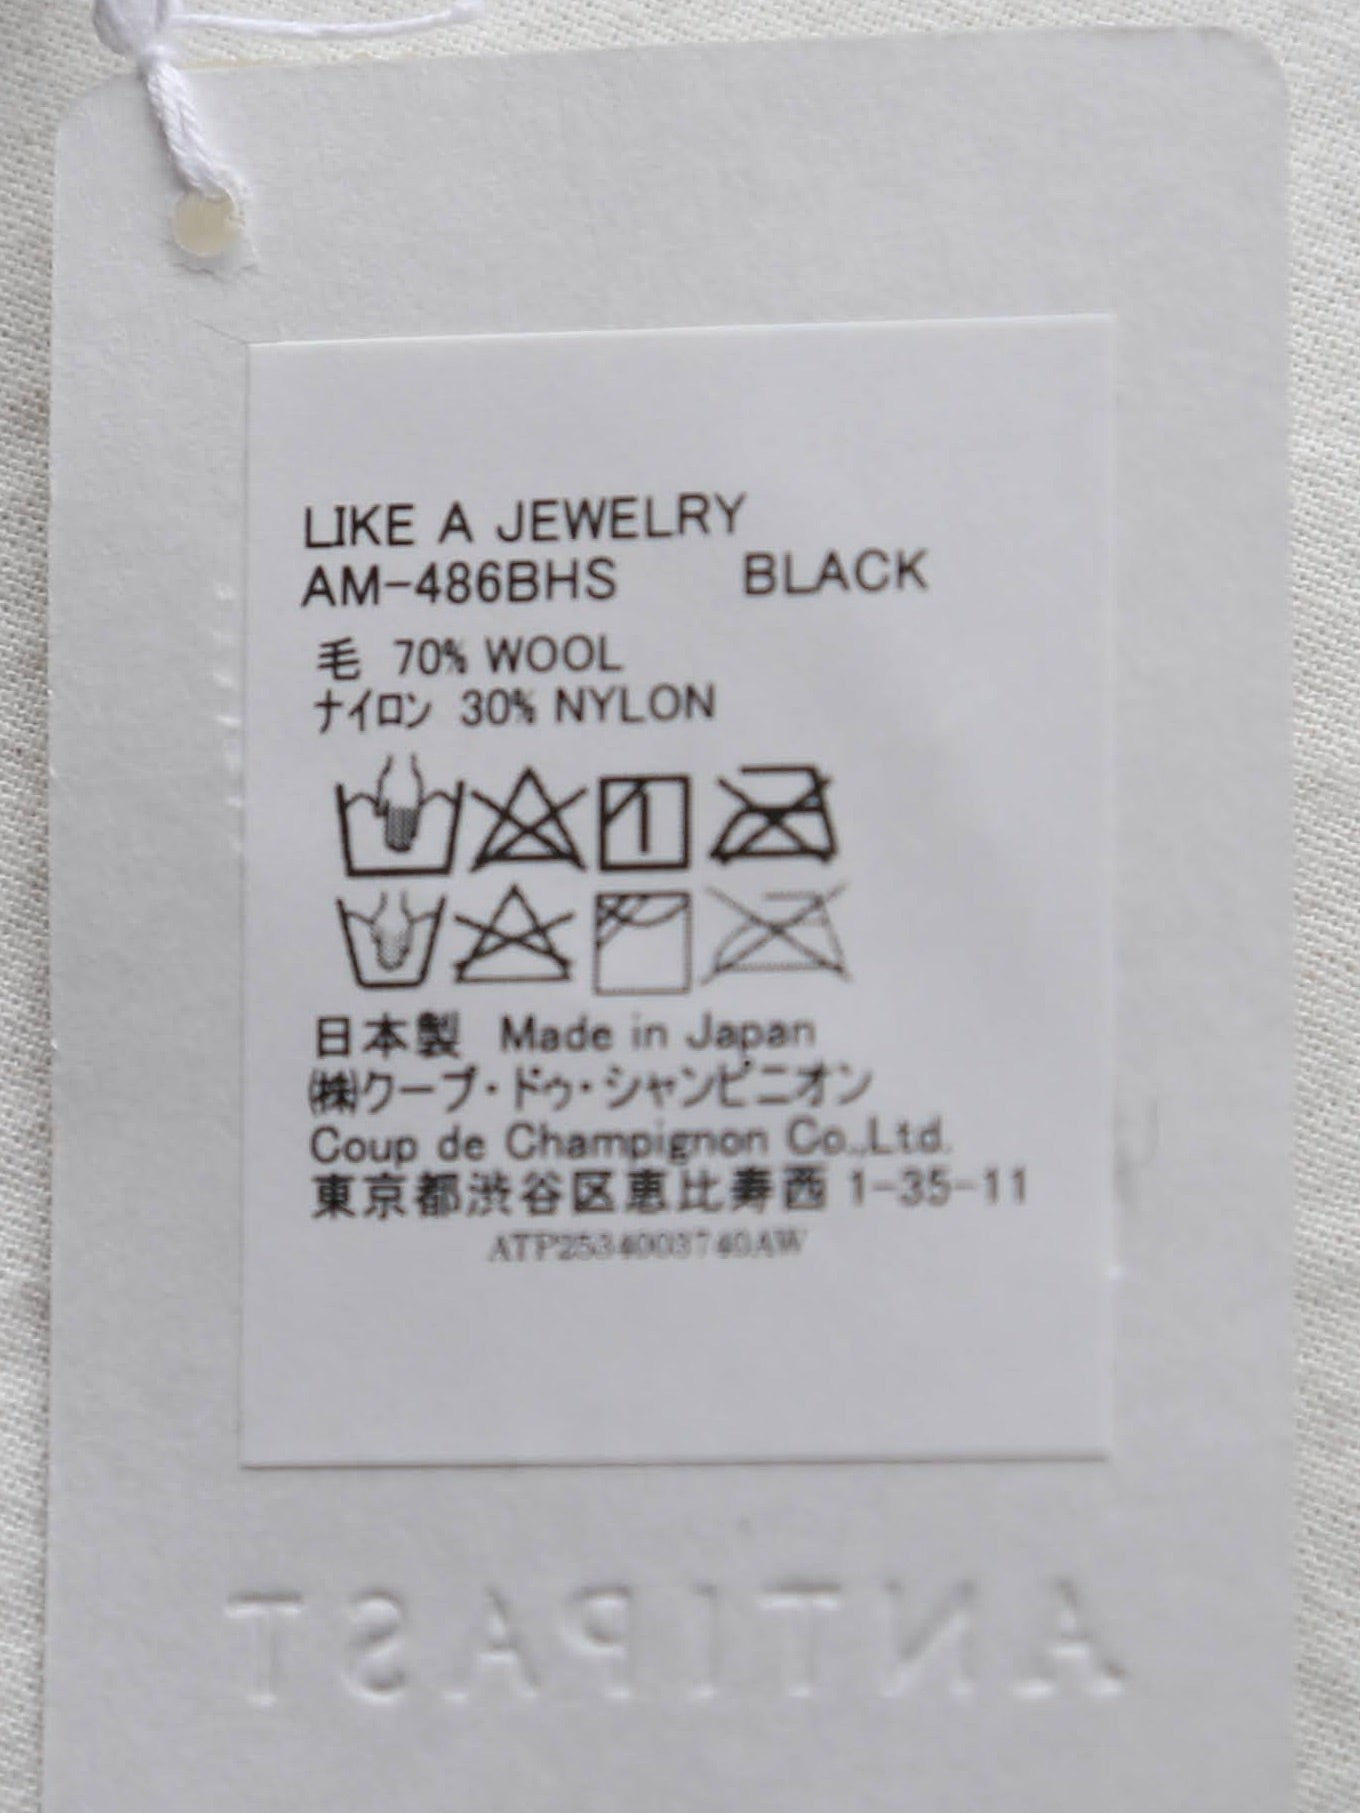 LIKE A JEWELRY
AM-486BHS BLACK
毛 70% WOOL
ナイロン 30% NYLON
日本製 Made in Japan
㈱クープ・ドゥ・シャンピニオン
Coup de Champignon Co.,Ltd.
東京都渋谷区恵比寿西 1-35-11
ATP2534003740AW
ANTIPAST